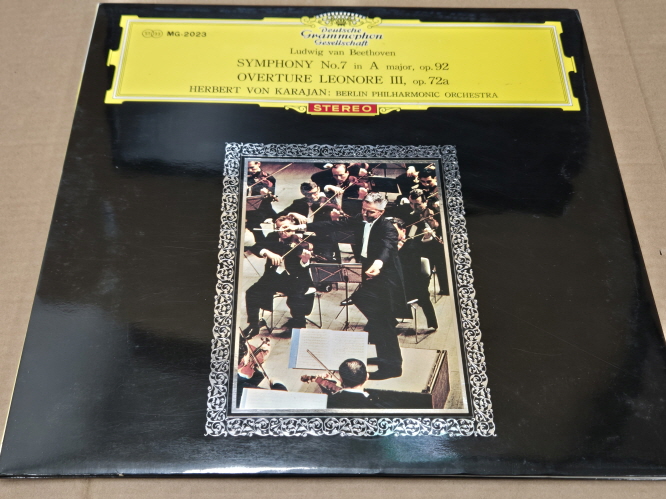 MG-2023
Deutsche
Grammophon
Gesellschaft
Ludwig van Beethoven
SYMPHONY No.7 in A major, op.92
OVERTURE LEONORE III, op.72a
HERBERT VON KARAJAN: BERLIN PHILHARMONIC ORCHESTRA
STEREO